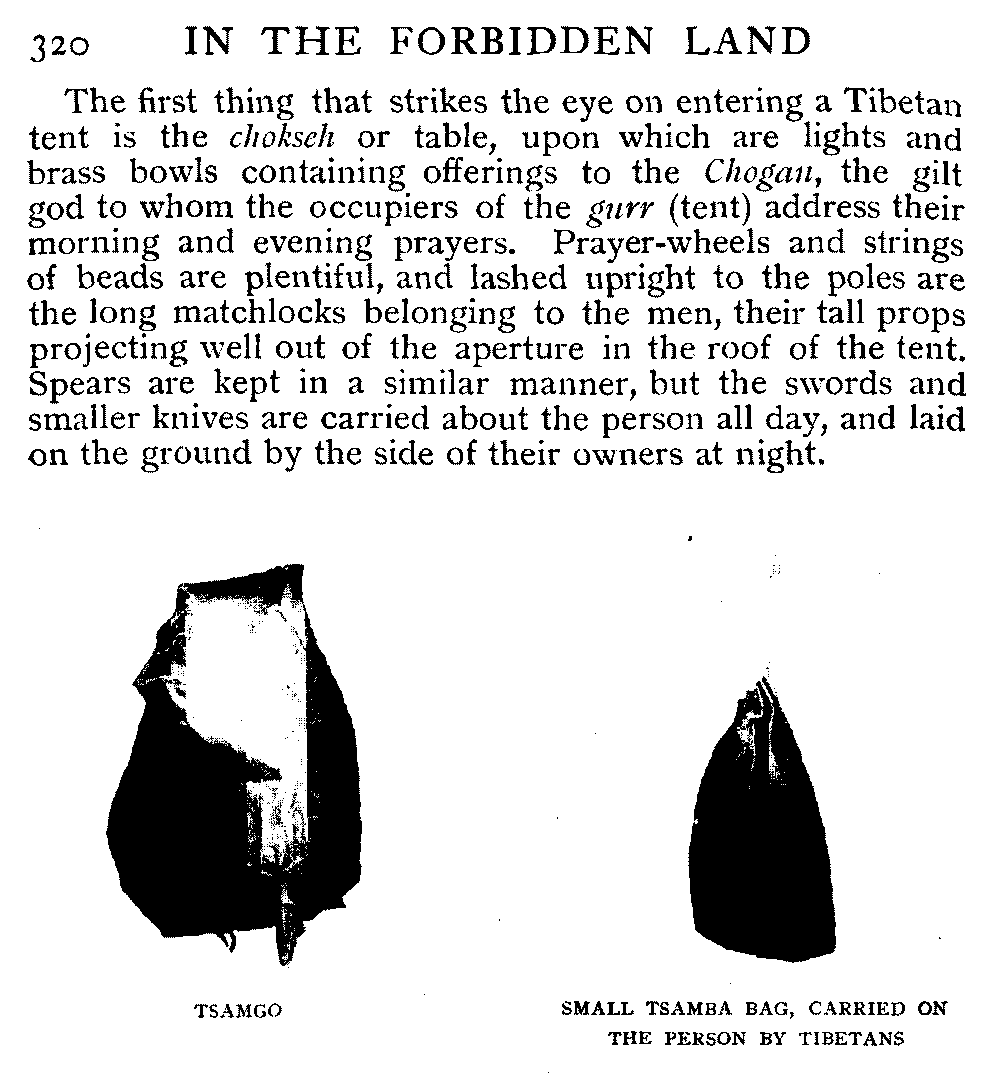 320 IN THE FORBIDDEN LAND
The first thing that strikes the eye on entering a Tibetan
tent is the chokseh or table, upon which are lights and
brass bowls containing offerings to the Chogan, the gilt
god to whom the occupiers of the gurr (tent) address their
morning and evening prayers. Prayer-wheels and strings
of beads are plentiful, and lashed upright to the poles are
the long matchlocks belonging to the men, their tall props
projecting well out of the aperture in the roof of the tent.
Spears are kept in a similar manner, but the swords and
smaller knives are carried about the person all day, and laid
on the ground by the side of their owners at night.
TSAMGO
SMALL TSAMBA BAG, CARRIED ON
THE PERSON BY TIBETANS